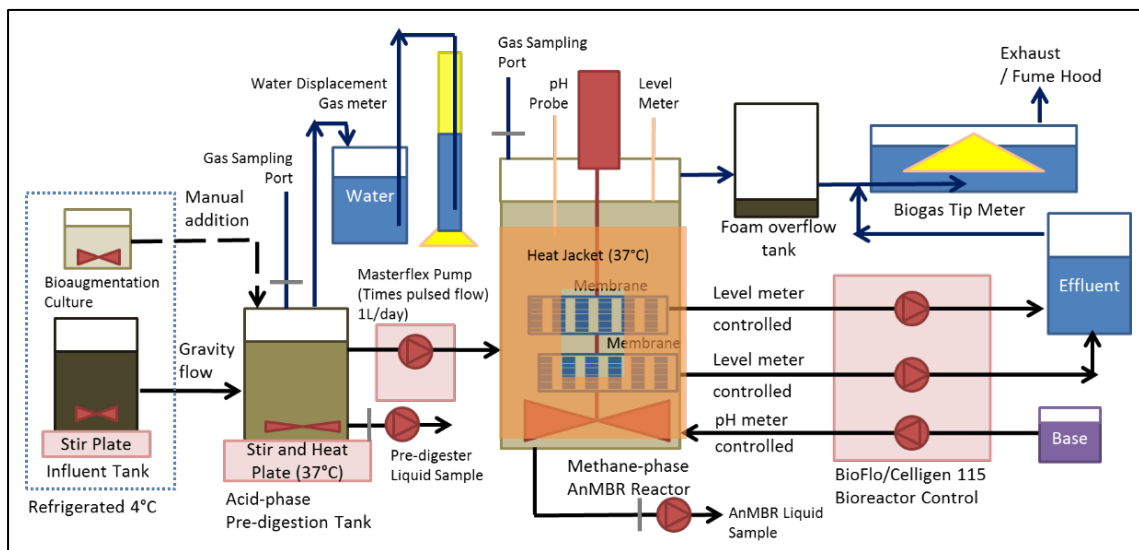 Gas Sampling
Port
Exhaust
/ Fume Hood
Water Displacement
Gas meter
pH
Probe
Level
Meter
Gas Sampling
Port
Water
Manual
addition
Biogas Tip Meter
Foam overflow
tank
Heat Jacket (37°C)
Bioaugmentation
Culture
Masterflex Pump
(Times pulsed flow)
1L/day)
Membrane
Level meter
controlled
Effluent
Gravity
flow
Membrane
Level meter
controlled
pH meter
controlled
Base
Stir Plate
Influent Tank
Stir and Heat
Plate (37°C)
Pre-digester
Liquid Sample
Methane-phase
AnMBR Reactor
BioFlo/Celligen 115
Bioreactor Control
Refrigerated 4°C
Acid-phase
Pre-digestion Tank
AnMBR Liquid
Sample